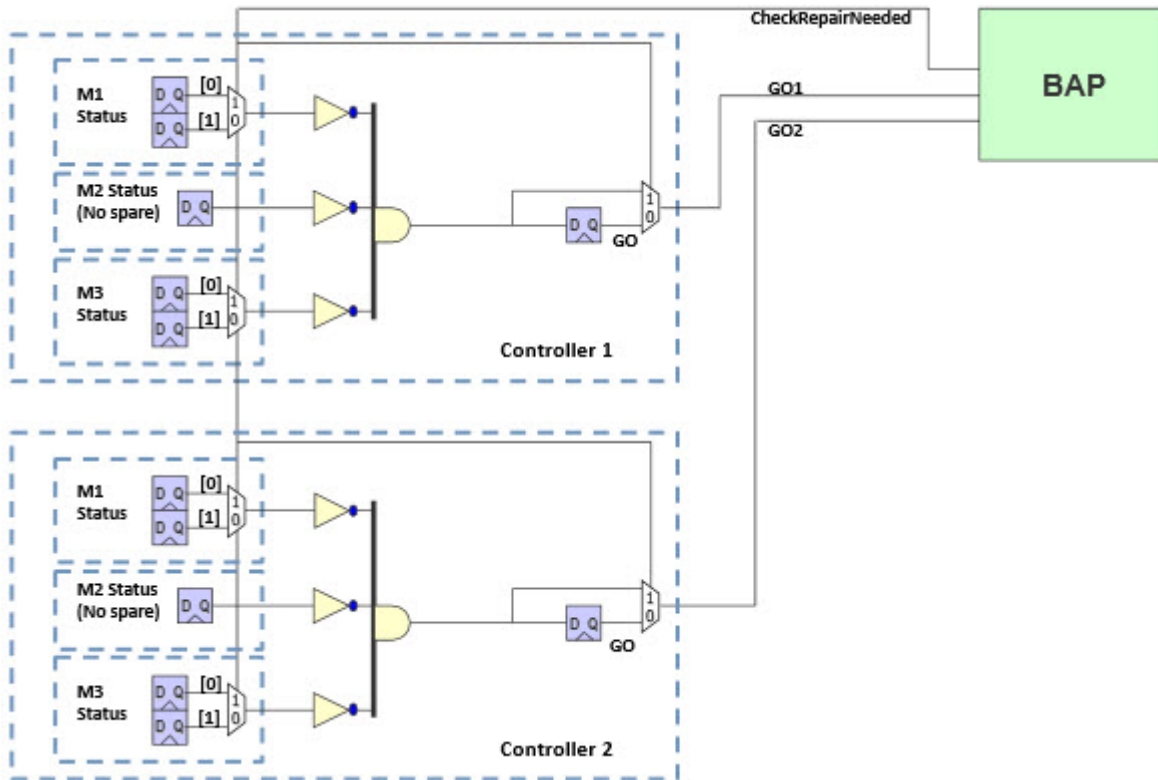 CheckRepairNeeded
BAP
GO1
GO2
M1
Status
D Q
[0]
D Q
[1]
1
0
M2 Status
(No spare)
D Q
M3
Status
D Q
[0]
D Q
[1]
1
0
D Q
GO
1
0
Controller 1
M1
Status
D Q
[0]
D Q
[1]
1
0
M2 Status
(No spare)
D Q
M3
Status
D Q
[0]
D Q
[1]
1
0
D Q
GO
1
0
Controller 2